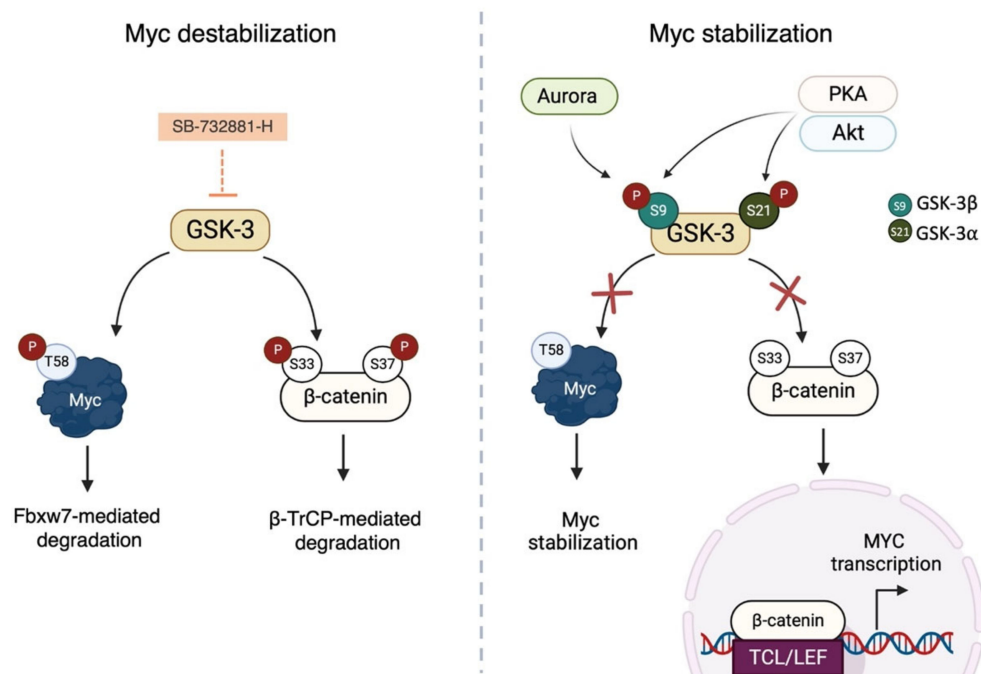 Myc destabilization
SB-732881-H
GSK-3
P
T58
Myc
P
S33
P
S37
β-catenin
Fbxw7-mediated
degradation
β-TrCP-mediated
degradation
Myc stabilization
Aurora
PKA
Akt
P
S9
S21
P
GSK-3
S9 GSK-3β
S21 GSK-3α
T58
Myc
S33
S37
β-catenin
Myc
stabilization
MYC
transcription
β-catenin
TCL/LEF